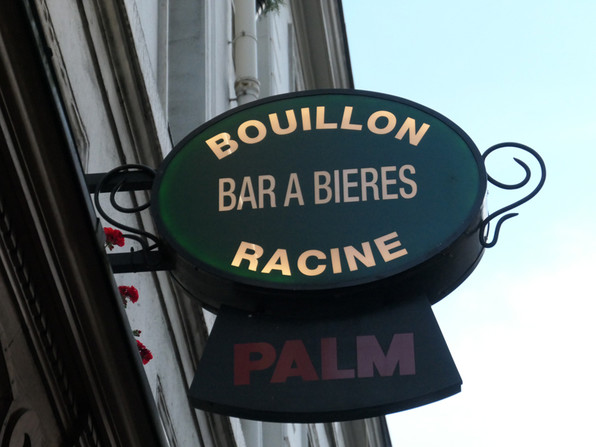 BOUILLON
BAR A BIERES
RACINE
PALM